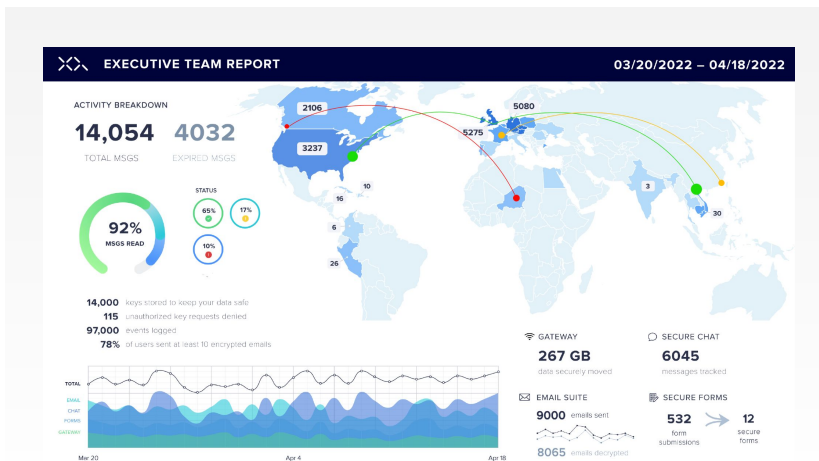 EXECUTIVE TEAM REPORT
03/20/2022 – 04/18/2022
ACTIVITY BREAKDOWN
14,054
4032
TOTAL MSGS
EXPIRED MSGS
2106
5080
5275
3237
3
10
16
30
6
26
STATUS
65%
17%
10%
92%
MSGS READ
14,000 keys stored to keep your data safe
115 unauthorized key requests denied
97,000 events logged
78% of users sent at least 10 encrypted emails
GATEWAY
267 GB
data securely moved
SECURE CHAT
6045
messages tracked
EMAIL SUITE
9000 emails sent
8065 emails decrypted
SECURE FORMS
532
form
submissions
12
secure
forms
TOTAL
EMAIL
CHAT
FORMS
GATEWAY
Mar 20
Apr 4
Apr 18